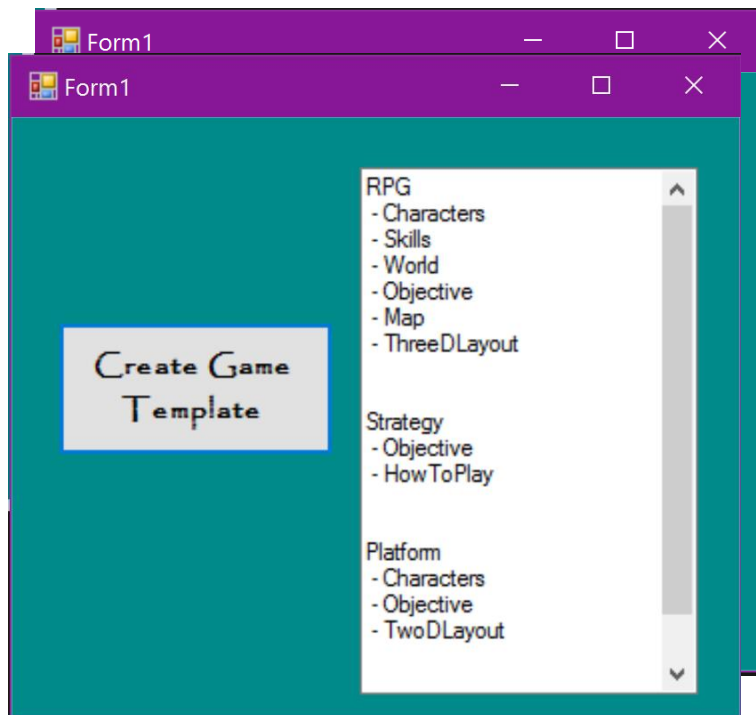 Form1
Form1
RPG
- Characters
- Skills
- World
- Objective
- Map
- ThreeDLayout
Create Game
Template
Strategy
- Objective
- HowToPlay
Platform
- Characters
- Objective
- TwoDLayout